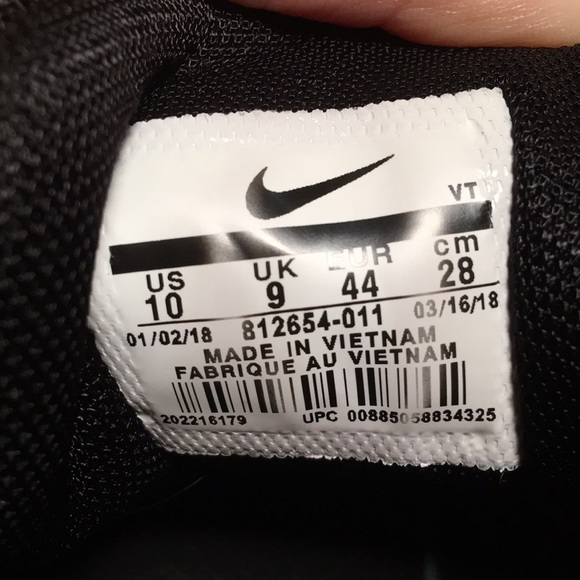 VT
US UK EUR cm
10 9 44 28
01/02/18 812654-011 03/16/18
MADE IN VIETNAM
FABRIQUE AU VIETNAM
202216179 UPC 00885058834325